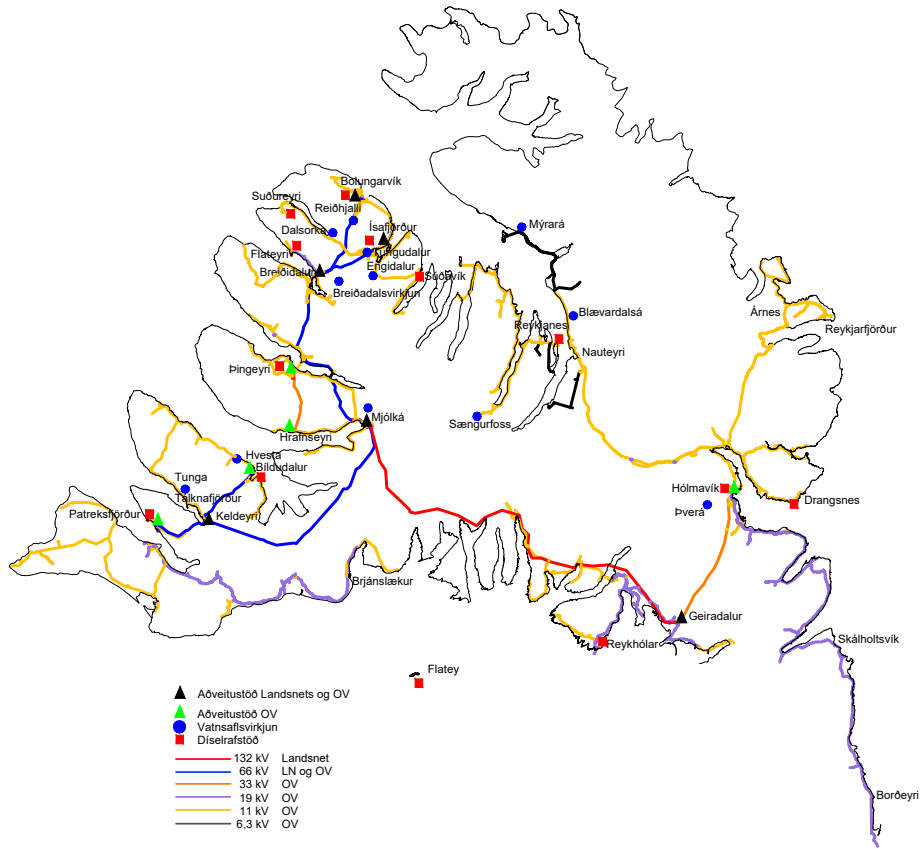 Bolungarvík
Suðureyri
Reiðhjalli
Mýrará
Dalsorka
Ísafjörður
Flateyri
Tungudalur
Breiðidalur
Engidalur
Súðavík
Breiðadalsvirkjun
Árnes
Blævardalsá
Reykjarfjörður
Reykjanes
Nauteyri
Þingeyri
Mjólká
Sængurfoss
Hrafnseyri
Hvesta
Bíldudalur
Tunga
Hólmavík
Tálknafjörður
Drangsnes
Patreksfjörður
Keldeyri
Þverá
Brjánslækur
Geiradalur
Skálholtsvík
Reykhólar
Flatey
Aðveitustöð Landsnets og OV
Aðveitustöð OV
Vatnsaflsvirkjun
Díselrafstöð
132 kV Landsnet
66 kV LN og OV
33 kV OV
19 kV OV
11 kV OV
6,3 kV OV
Borðeyri